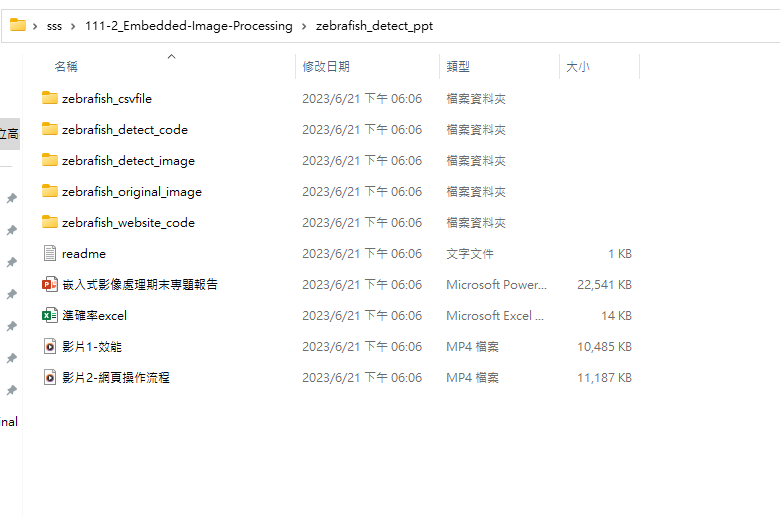 sss > 111-2_Embedded-Image-Processing > zebrafish_detect_ppt
名稱 修改日期 類型 大小
zebrafish_csvfile 2023/6/21 下午 06:06 檔案資料夾
zebrafish_detect_code 2023/6/21 下午 06:06 檔案資料夾
立高
zebrafish_detect_image 2023/6/21 下午 06:06 檔案資料夾
zebrafish_original_image 2023/6/21 下午 06:06 檔案資料夾
zebrafish_website_code 2023/6/21 下午 06:06 檔案資料夾
readme 2023/6/21 下午 06:06 文字文件 1 KB
嵌入式影像處理期末專題報告 2023/6/21 下午 06:06 Microsoft Power... 22,541 KB
準確率excel 2023/6/21 下午 06:06 Microsoft Excel ... 14 KB
影片1-效能 2023/6/21 下午 06:06 MP4 檔案 10,485 KB
影片2-網頁操作流程 2023/6/21 下午 06:06 MP4 檔案 11,187 KB
inal